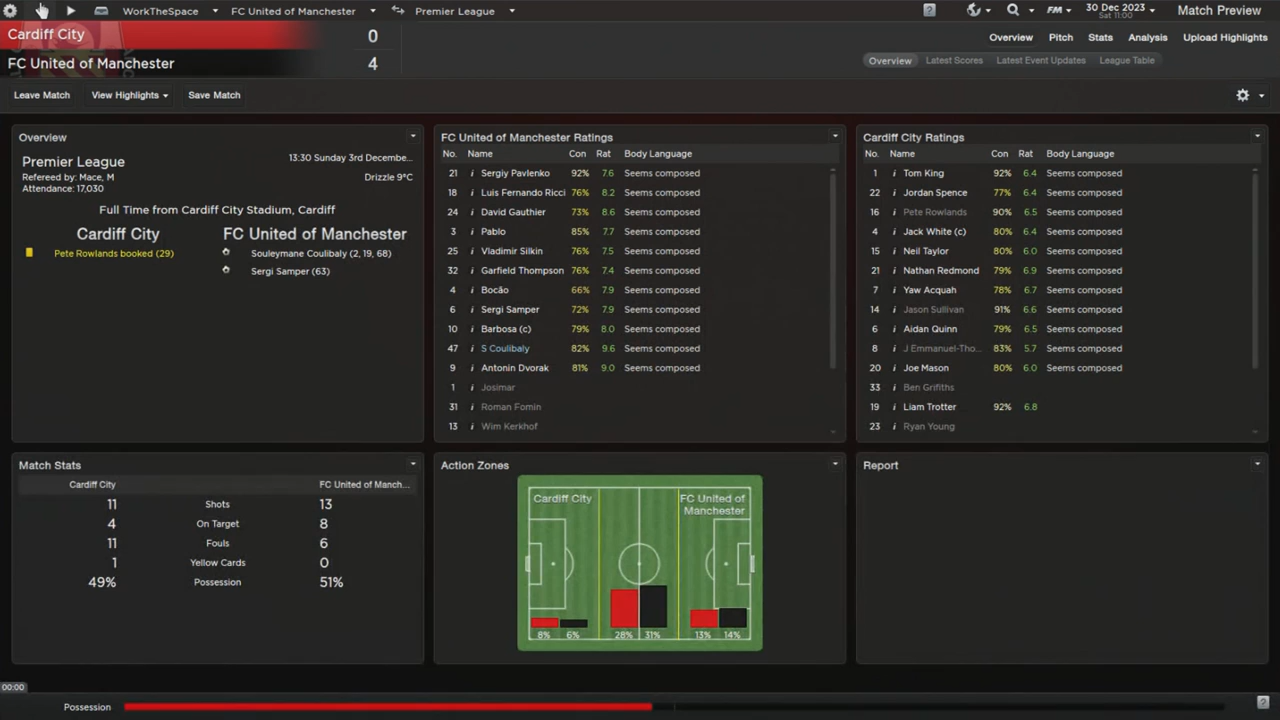 WorkTheSpace FC United of Manchester Premier League ? FM 30 Dec 2023 Sat 11:00 Match Preview
Cardiff City 0
FC United of Manchester 4
Overview Pitch Stats Analysis Upload Highlights
Overview Latest Scores Latest Event Updates League Table
Leave Match View Highlights Save Match
Overview
Premier League 13:30 Sunday 3rd Decembe...
Refereed by: Mace, M Drizzle 9°C
Attendance: 17,030
Full Time from Cardiff City Stadium, Cardiff
Cardiff City FC United of Manchester
Pete Rowlands booked (29) Souleymane Coulibaly (2, 19, 68)
Sergi Samper (63)
FC United of Manchester Ratings
No. Name Con Rat Body Language
21 i Sergiy Pavlenko 92% 7.6 Seems composed
18 i Luis Fernando Ricci 76% 8.2 Seems composed
24 i David Gauthier 73% 8.6 Seems composed
3 i Pablo 85% 7.7 Seems composed
25 i Vladimir Silkin 76% 7.5 Seems composed
32 i Garfield Thompson 76% 7.4 Seems composed
4 i Bocão 66% 7.9 Seems composed
6 i Sergi Samper 72% 7.9 Seems composed
10 i Barbosa (c) 79% 8.0 Seems composed
47 i S Coulibaly 82% 9.6 Seems composed
9 i Antonin Dvorak 81% 9.0 Seems composed
1 i Josimar
31 i Roman Fomin
13 i Wim Kerkhof
Cardiff City Ratings
No. Name Con Rat Body Language
1 i Tom King 92% 6.4 Seems composed
22 i Jordan Spence 77% 6.4 Seems composed
16 i Pete Rowlands 90% 6.5 Seems composed
4 i Jack White (c) 80% 6.4 Seems composed
15 i Neil Taylor 80% 6.0 Seems composed
21 i Nathan Redmond 79% 6.9 Seems composed
7 i Yaw Acquah 78% 6.7 Seems composed
14 i Jason Sullivan 91% 6.6 Seems composed
6 i Aidan Quinn 79% 6.5 Seems composed
8 i J Emmanuel-Tho... 83% 5.7 Seems composed
20 i Joe Mason 80% 6.0 Seems composed
33 i Ben Grifiths
19 i Liam Trotter 92% 6.8
23 i Ryan Young
Match Stats
Cardiff City FC United of Manch...
11 Shots 13
4 On Target 8
11 Fouls 6
1 Yellow Cards 0
49% Possession 51%
Action Zones
Cardiff City FC United of
Manchester
8% 6% 28% 31% 13% 14%
Report
00:00
Possession ?